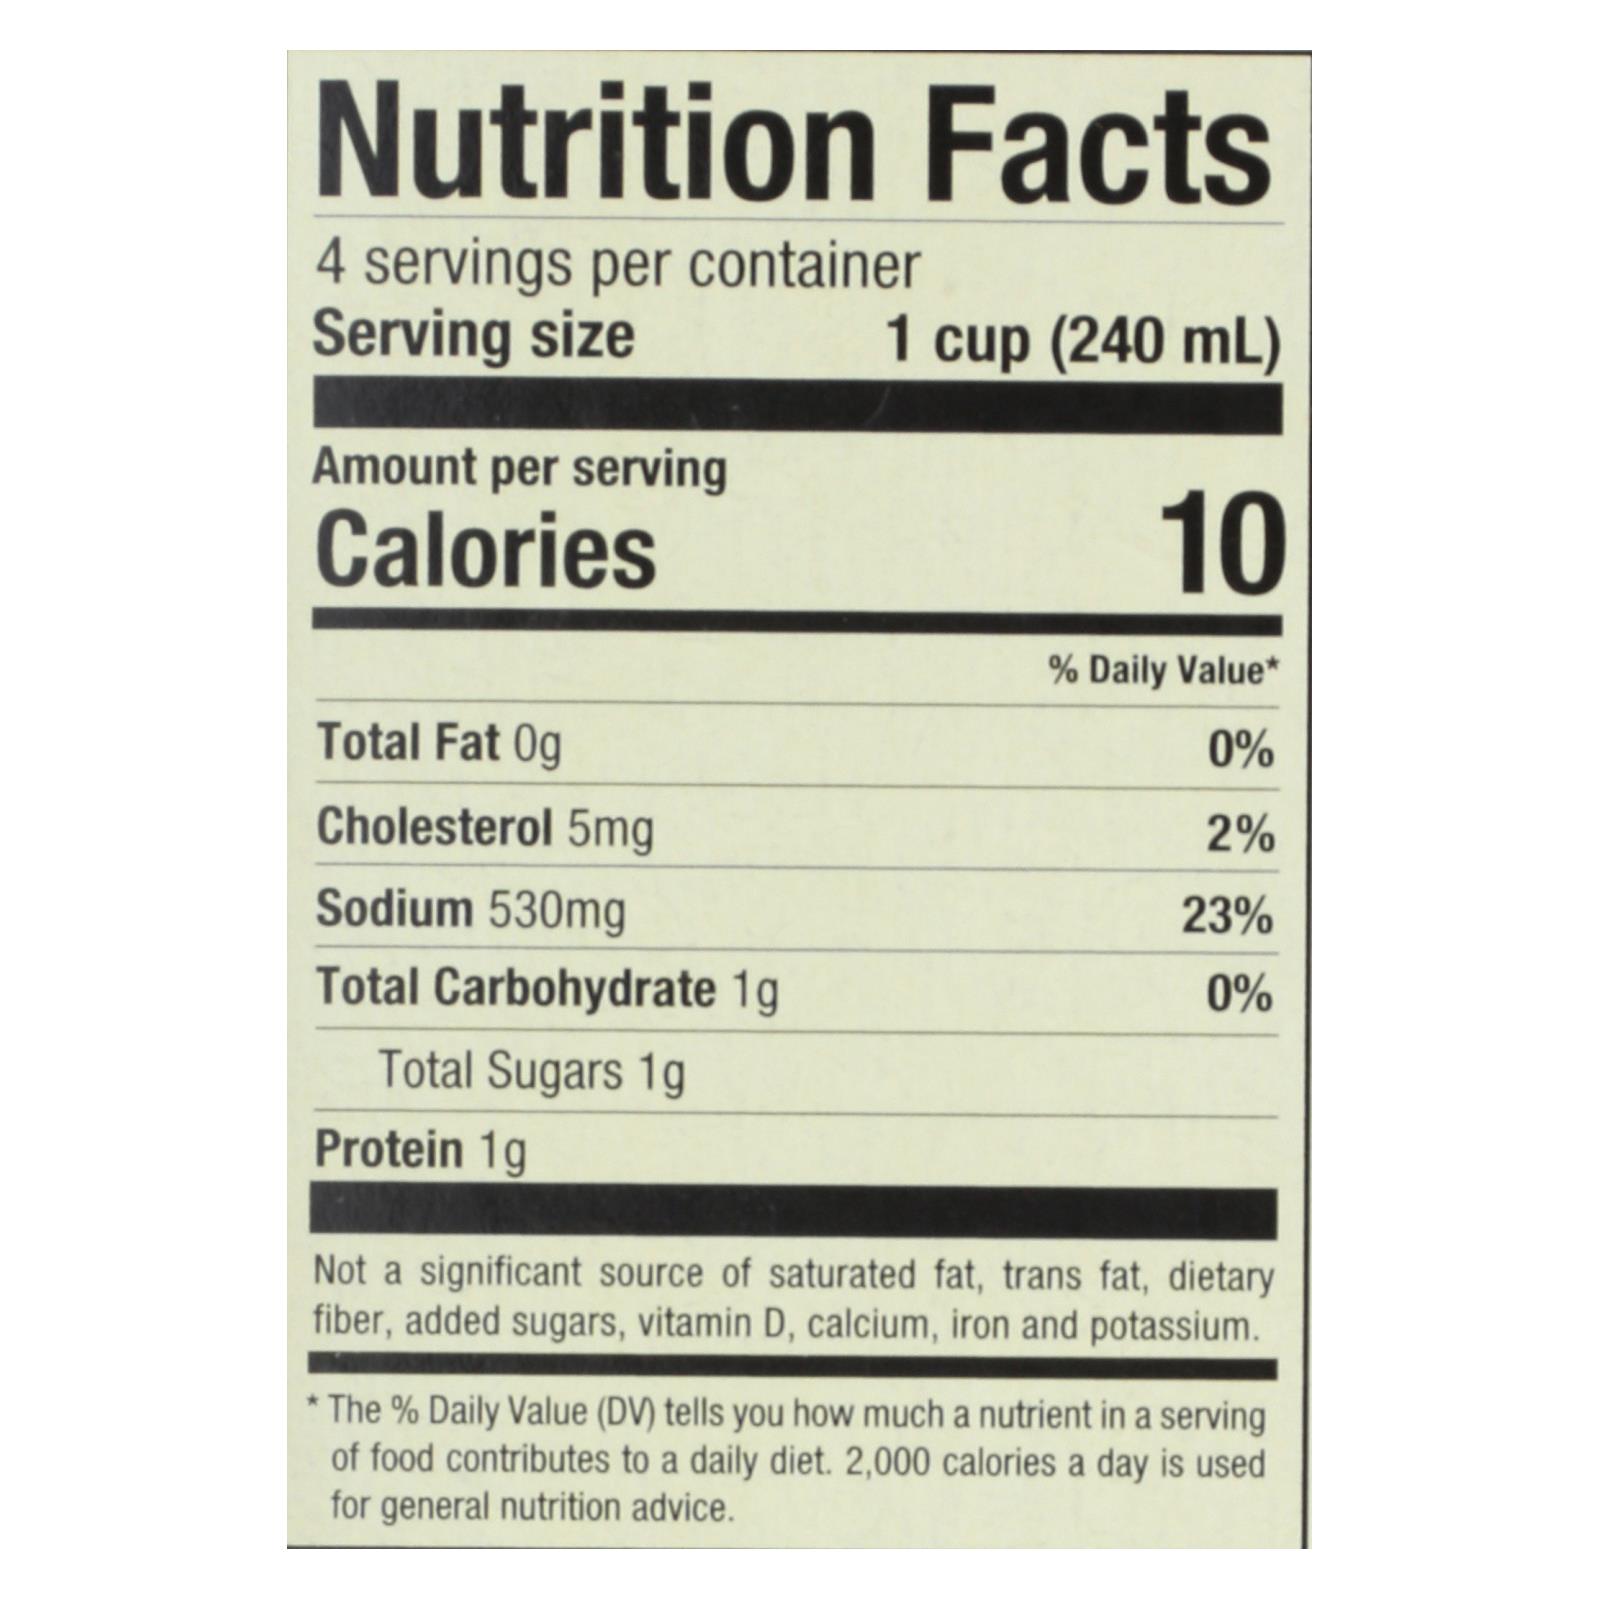 Nutrition Facts
4 servings per container
Serving size 1 cup (240 mL)
Amount per serving
Calories 10
% Daily Value*
Total Fat 0g 0%
Cholesterol 5mg 2%
Sodium 530mg 23%
Total Carbohydrate 1g 0%
Total Sugars 1g
Protein 1g
Not a significant source of saturated fat, trans fat, dietary
fiber, added sugars, vitamin D, calcium, iron and potassium.
* The % Daily Value (DV) tells you how much a nutrient in a serving
of food contributes to a daily diet. 2,000 calories a day is used
for general nutrition advice.